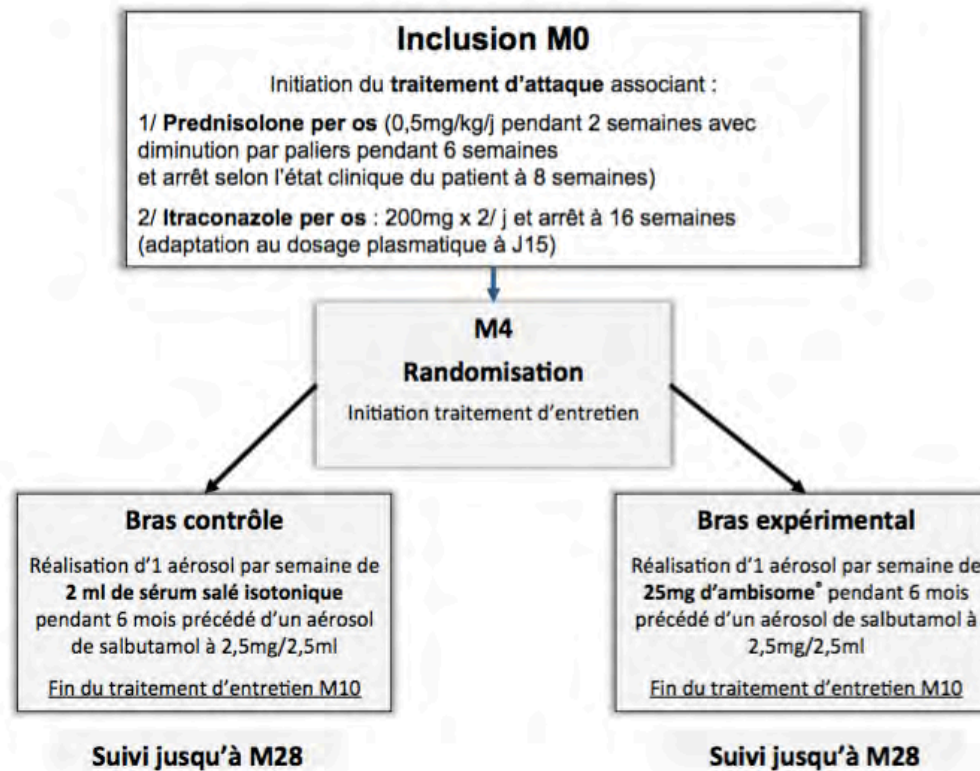 Inclusion M0
Initiation du traitement d'attaque associant :
1/ Prednisolone per os (0,5mg/kg/j pendant 2 semaines avec
diminution par paliers pendant 6 semaines
et arrêt selon l'état clinique du patient à 8 semaines)
2/ Itraconazole per os : 200mg x 2/ j et arrêt à 16 semaines
(adaptation au dosage plasmatique à J15)
M4
Randomisation
Initiation traitement d'entretien
Bras contrôle
Réalisation d'1 aérosol par semaine de
2 ml de sérum salé isotonique
pendant 6 mois précédé d'un aérosol
de salbutamol à 2,5mg/2,5ml
Fin du traitement d'entretien M10
Suivi jusqu'à M28
Bras expérimental
Réalisation d'1 aérosol par semaine de
25mg d'ambisome® pendant 6 mois
précédé d'un aérosol de salbutamol à
2,5mg/2,5ml
Fin du traitement d'entretien M10
Suivi jusqu'à M28